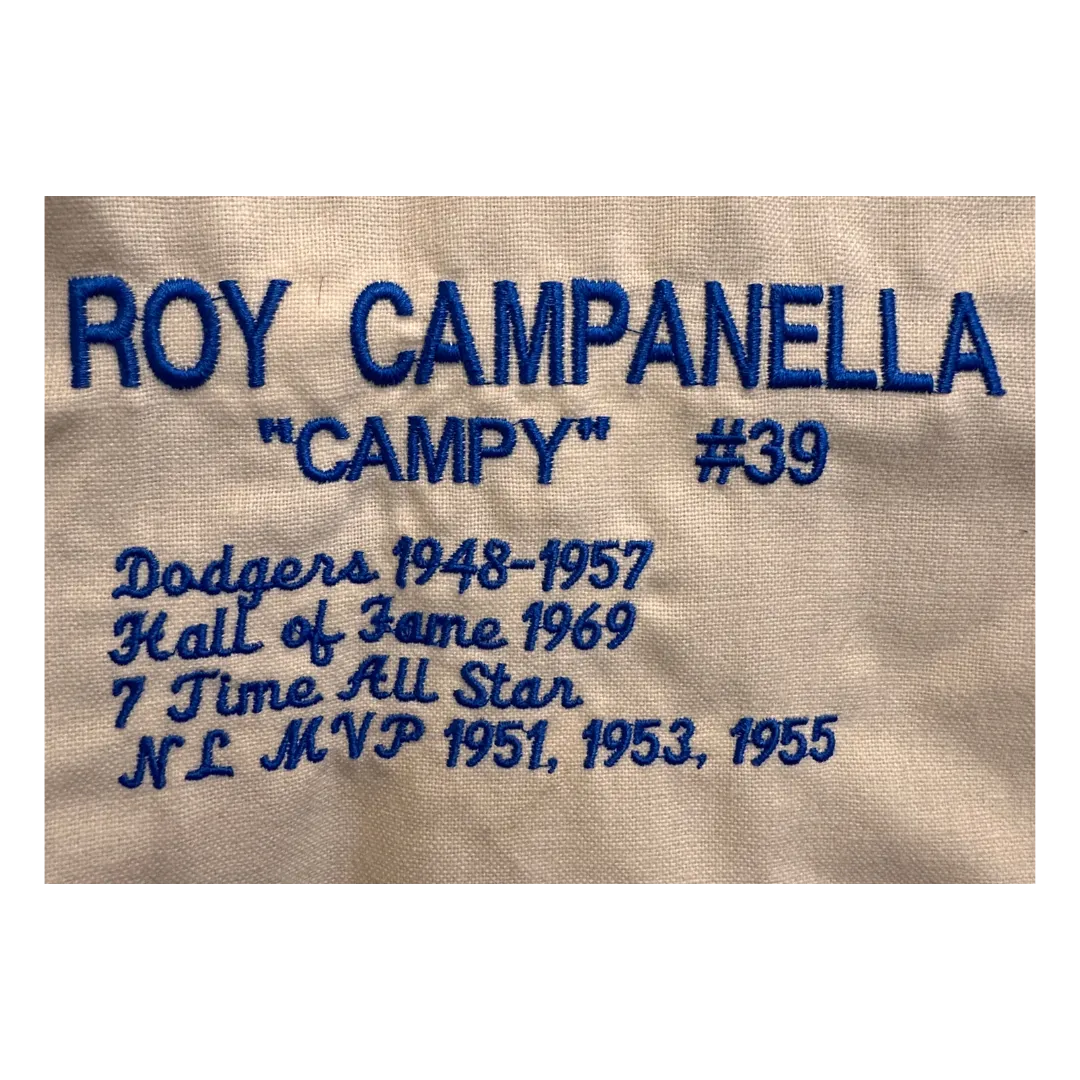 ROY CAMPANELLA
"CAMPY" #39
Dodgers 1948-1957
Hall of Fame 1969
7 Time All Star
NL MVP 1951, 1953, 1955